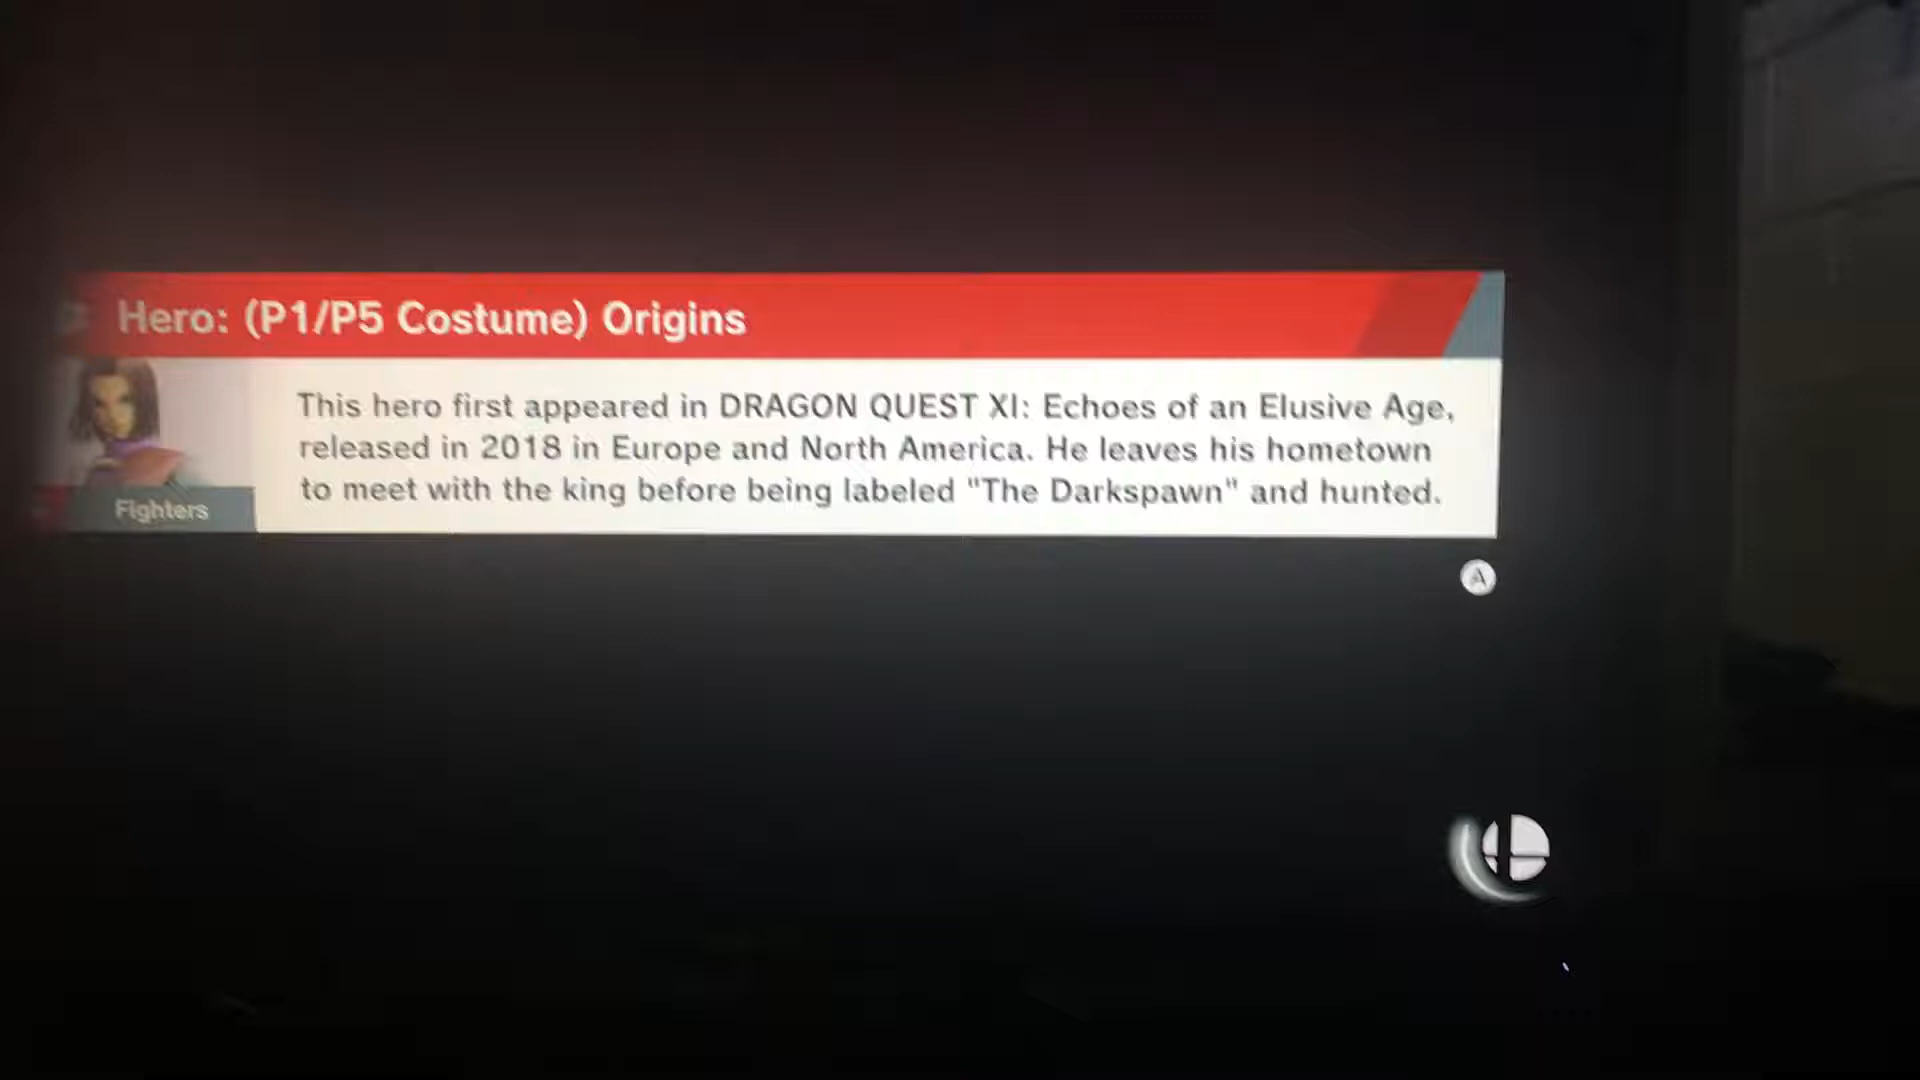 Hero: (P1/P5 Costume) Origins
This hero first appeared in DRAGON QUEST XI: Echoes of an Elusive Age,
released in 2018 in Europe and North America. He leaves his hometown
to meet with the king before being labeled "The Darkspawn" and hunted.
Fighters
A